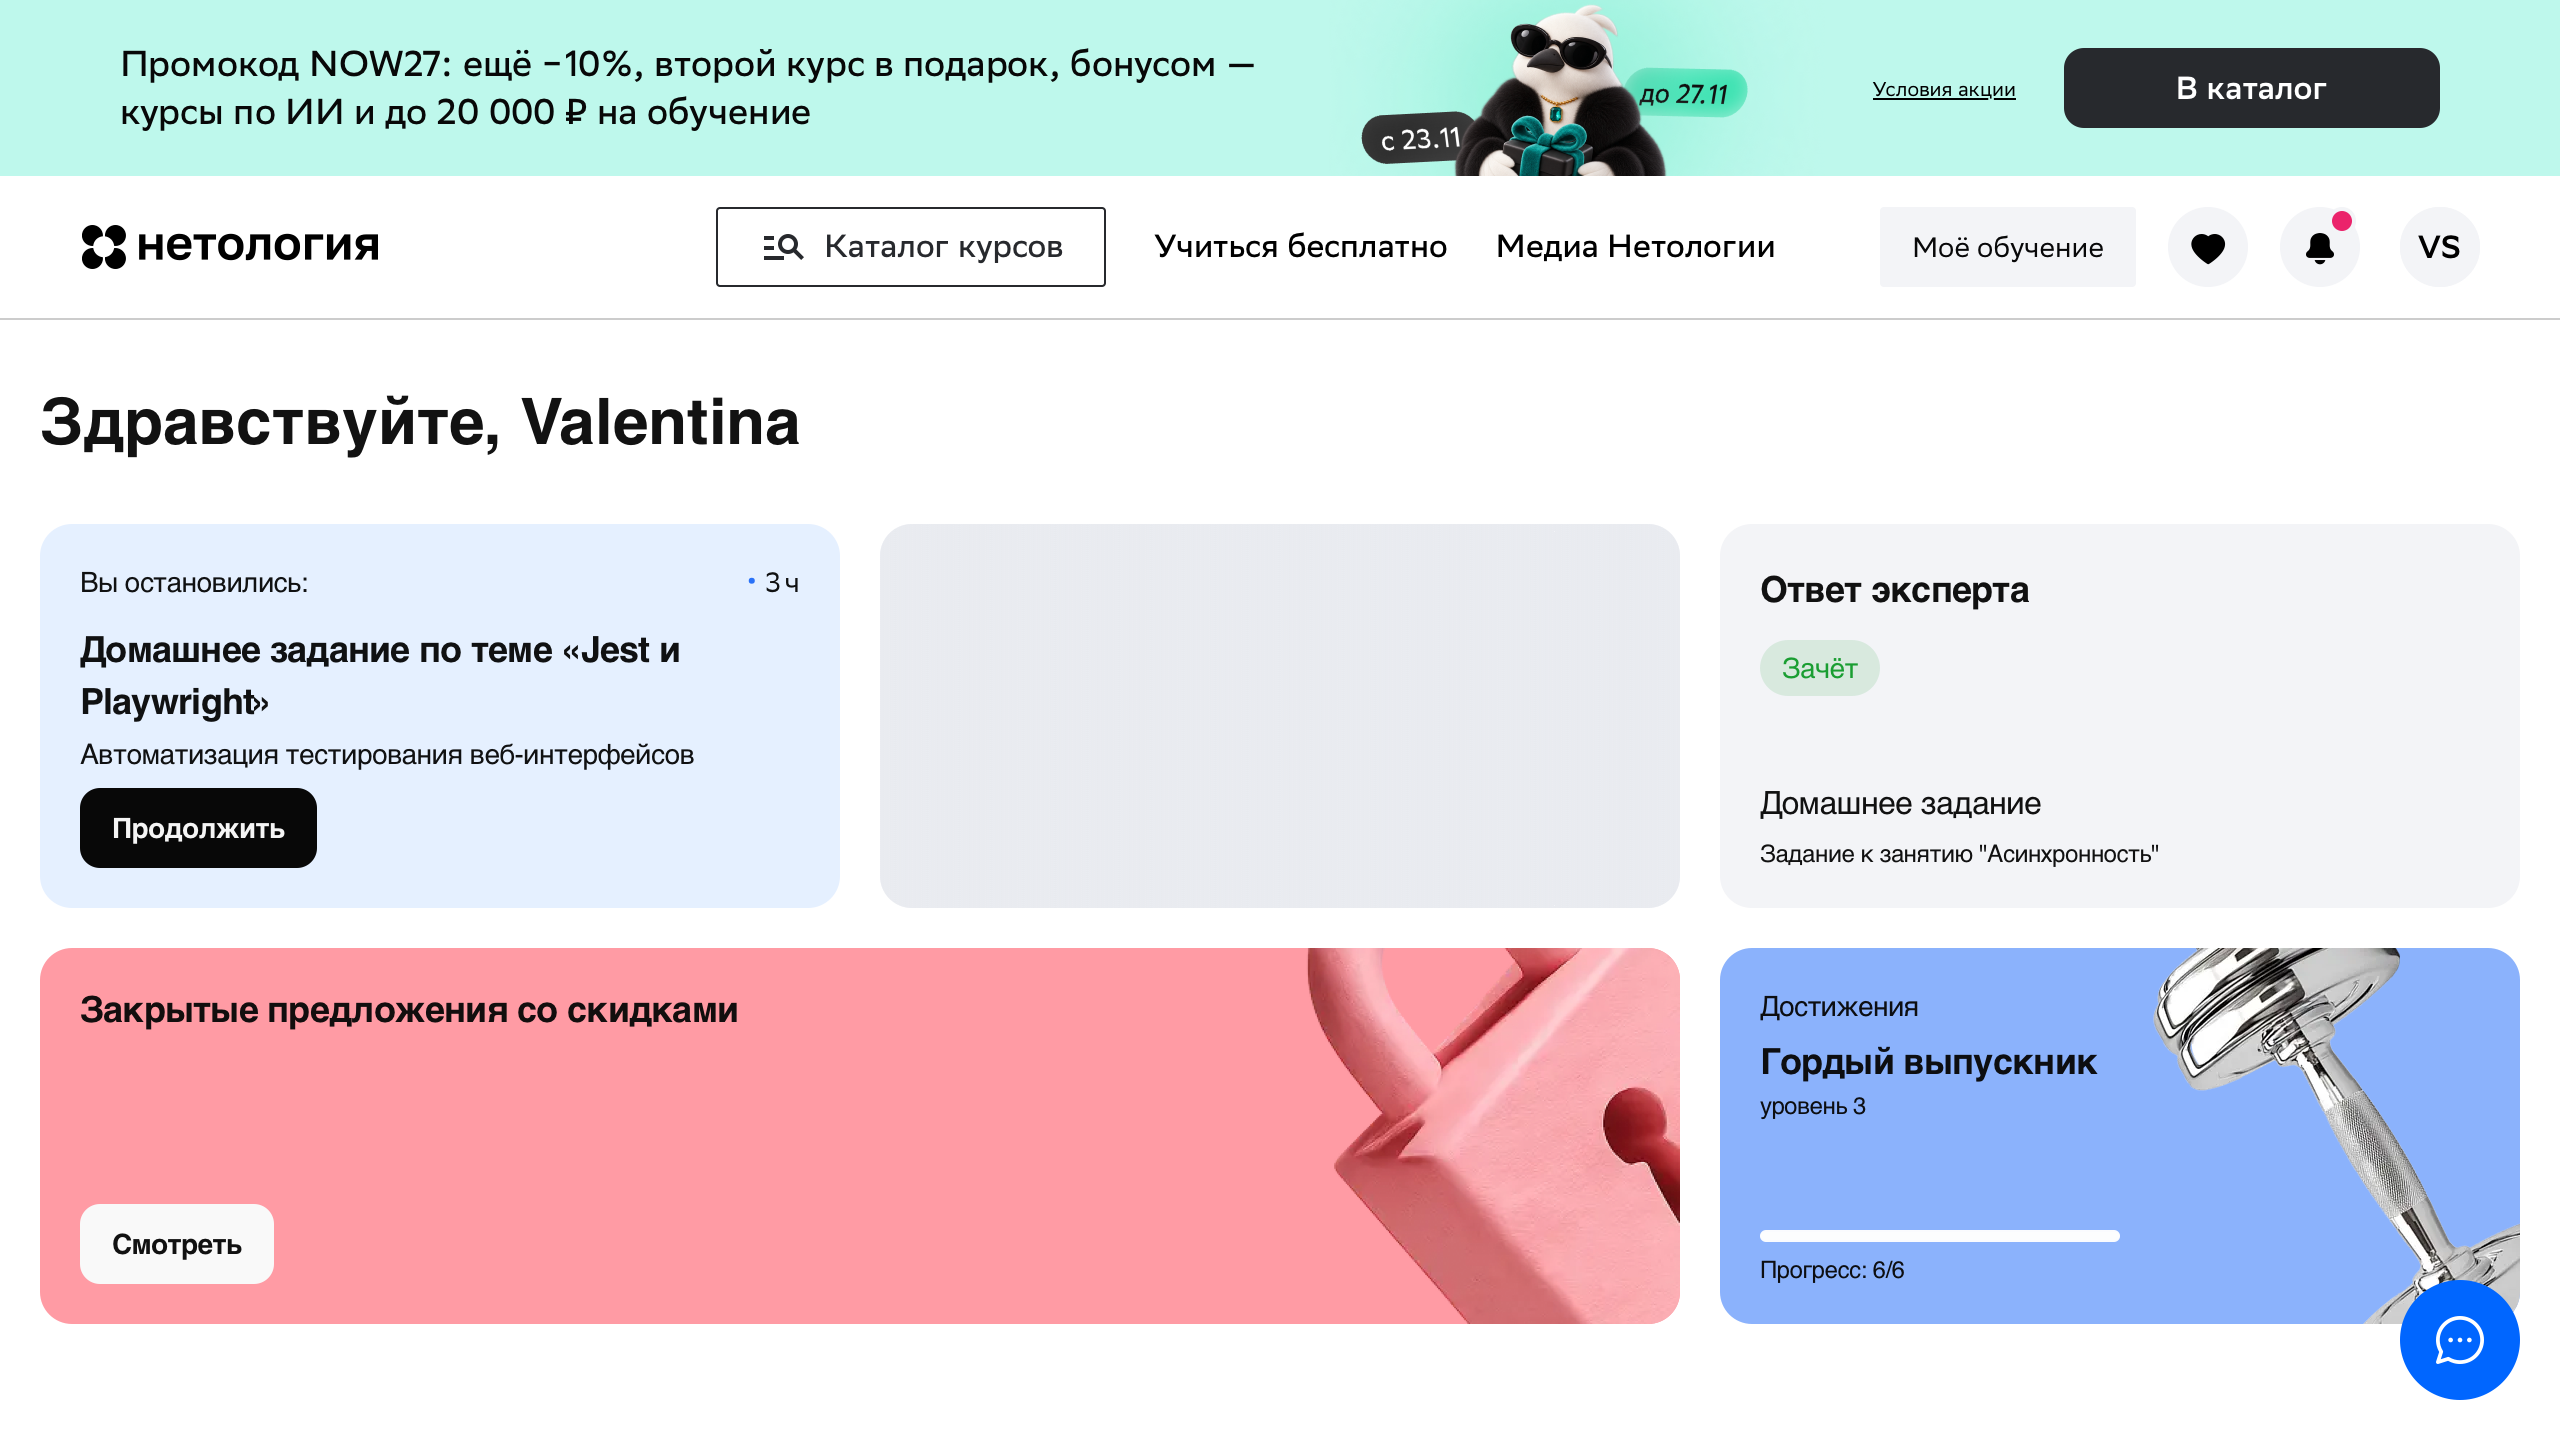 Промокод NOW27: ещё −10%, второй курс в подарок, бонусом —
курсы по ИИ и до 20 000 ₽ на обучение
с 23.11
до 27.11
Условия акции
В каталог
нетология
Каталог курсов
Учиться бесплатно
Медиа Нетологии
Моё обучение
VS
Здравствуйте, Valentina
Вы остановились:
3 ч
Домашнее задание по теме «Jest и
Playwright»
Автоматизация тестирования веб-интерфейсов
Продолжить
Ответ эксперта
Зачёт
Домашнее задание
Задание к занятию "Асинхронность"
Закрытые предложения со скидками
Смотреть
Достижения
Гордый выпускник
уровень 3
Прогресс: 6/6